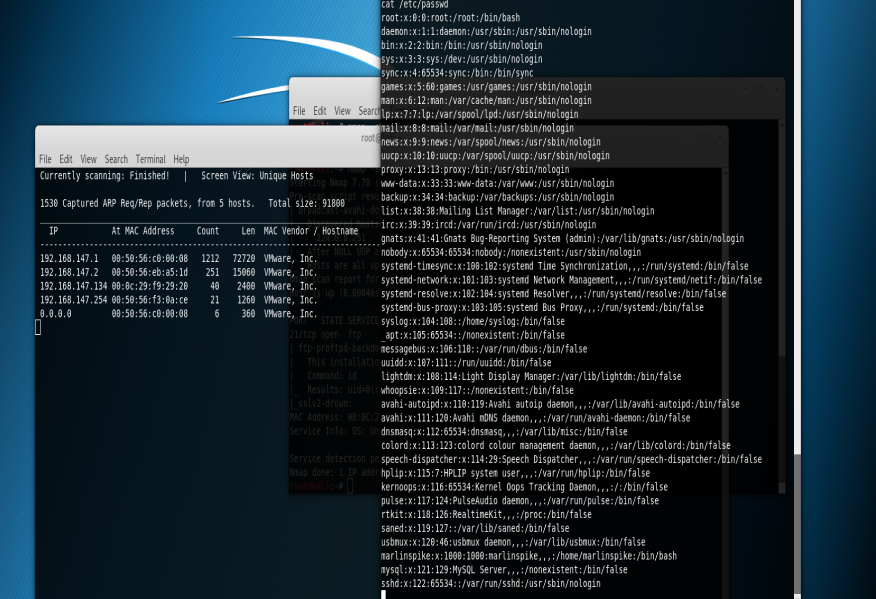 cat /etc/passwd
root:x:0:0:root:/root:/bin/bash
daemon:x:1:1:daemon:/usr/sbin:/usr/sbin/nologin
bin:x:2:2:bin:/bin:/usr/sbin/nologin
sys:x:3:3:sys:/dev:/usr/sbin/nologin
sync:x:4:65534:sync:/bin:/bin/sync
games:x:5:60:games:/usr/games:/usr/sbin/nologin
man:x:6:12:man:/var/cache/man:/usr/sbin/nologin
lp:x:7:7:lp:/var/spool/lpd:/usr/sbin/nologin
mail:x:8:8:mail:/var/mail:/usr/sbin/nologin
news:x:9:9:news:/var/spool/news:/usr/sbin/nologin
uucp:x:10:10:uucp:/var/spool/uucp:/usr/sbin/nologin
proxy:x:13:13:proxy:/bin:/usr/sbin/nologin
www-data:x:33:33:www-data:/var/www:/usr/sbin/nologin
backup:x:34:34:backup:/var/backups:/usr/sbin/nologin
list:x:38:38:Mailing List Manager:/var/list:/usr/sbin/nologin
irc:x:39:39:ircd:/var/run/ircd:/usr/sbin/nologin
gnats:x:41:41:Gnats Bug-Reporting System (admin):/var/lib/gnats:/usr/sbin/nologin
nobody:x:65534:65534:nobody:/nonexistent:/usr/sbin/nologin
systemd-timesync:x:100:102:systemd Time Synchronization,,,:/run/systemd:/bin/false
systemd-network:x:101:103:systemd Network Management,,,:/run/systemd/netif:/bin/false
systemd-resolve:x:102:104:systemd Resolver,,,:/run/systemd/resolve:/bin/false
systemd-bus-proxy:x:103:105:systemd Bus Proxy,,,:/run/systemd:/bin/false
syslog:x:104:108::/home/syslog:/bin/false
_apt:x:105:65534::/nonexistent:/bin/false
messagebus:x:106:110::/var/run/dbus:/bin/false
uuidd:x:107:111::/run/uuidd:/bin/false
lightdm:x:108:114:Light Display Manager:/var/lib/lightdm:/bin/false
whoopsie:x:109:117::/nonexistent:/bin/false
avahi-autoipd:x:110:119:Avahi autoip daemon,,,:/var/lib/avahi-autoipd:/bin/false
avahi:x:111:120:Avahi mDNS daemon,,,:/var/run/avahi-daemon:/bin/false
dnsmasq:x:112:65534:dnsmasq,,,:/var/lib/misc:/bin/false
colord:x:113:123:colord colour management daemon,,,:/var/lib/colord:/bin/false
speech-dispatcher:x:114:29:Speech Dispatcher,,,:/var/run/speech-dispatcher:/bin/false
hplip:x:115:7:HPLIP system user,,,:/var/run/hplip:/bin/false
kernoops:x:116:65534:Kernel Oops Tracking Daemon,,,:/:/bin/false
pulse:x:117:124:PulseAudio daemon,,,:/var/run/pulse:/bin/false
rtkit:x:118:126:RealtimeKit,,,:/proc:/bin/false
saned:x:119:127::/var/lib/saned:/bin/false
usbmux:x:120:46:usbmux daemon,,,:/var/lib/usbmux:/bin/false
marlinspike:x:1000:1000:marlinspike,,,:/home/marlinspike:/bin/bash
mysql:x:121:129:MySQL Server,,,:/nonexistent:/bin/false
sshd:x:122:65534::/var/run/sshd:/usr/sbin/nologin
File Edit View Search
root@
File Edit View Search Terminal Help
Currently scanning: Finished! | Screen View: Unique Hosts
1530 Captured ARP Req/Rep packets, from 5 hosts. Total size: 91800
IP At MAC Address Count Len MAC Vendor / Hostname
192.168.147.1 00:50:56:c0:00:08 1212 72720 VMware, Inc.
192.168.147.2 00:50:56:eb:a5:1d 251 15060 VMware, Inc.
192.168.147.134 00:0c:29:f9:29:20 40 2400 VMware, Inc.
192.168.147.254 00:50:56:f3:0a:ce 21 1260 VMware, Inc.
0.0.0.0 00:50:56:c0:00:08 6 360 VMware, Inc.
PORT STATE SERVICE
21/tcp open ftp
This installatio
Command: id
Results: uid=0(r
sslv2-drown:
MAC Address: 00:0C:2
Service Info: OS: Un
Service detection pe
Nmap done: 1 IP addr
root@kali:~#